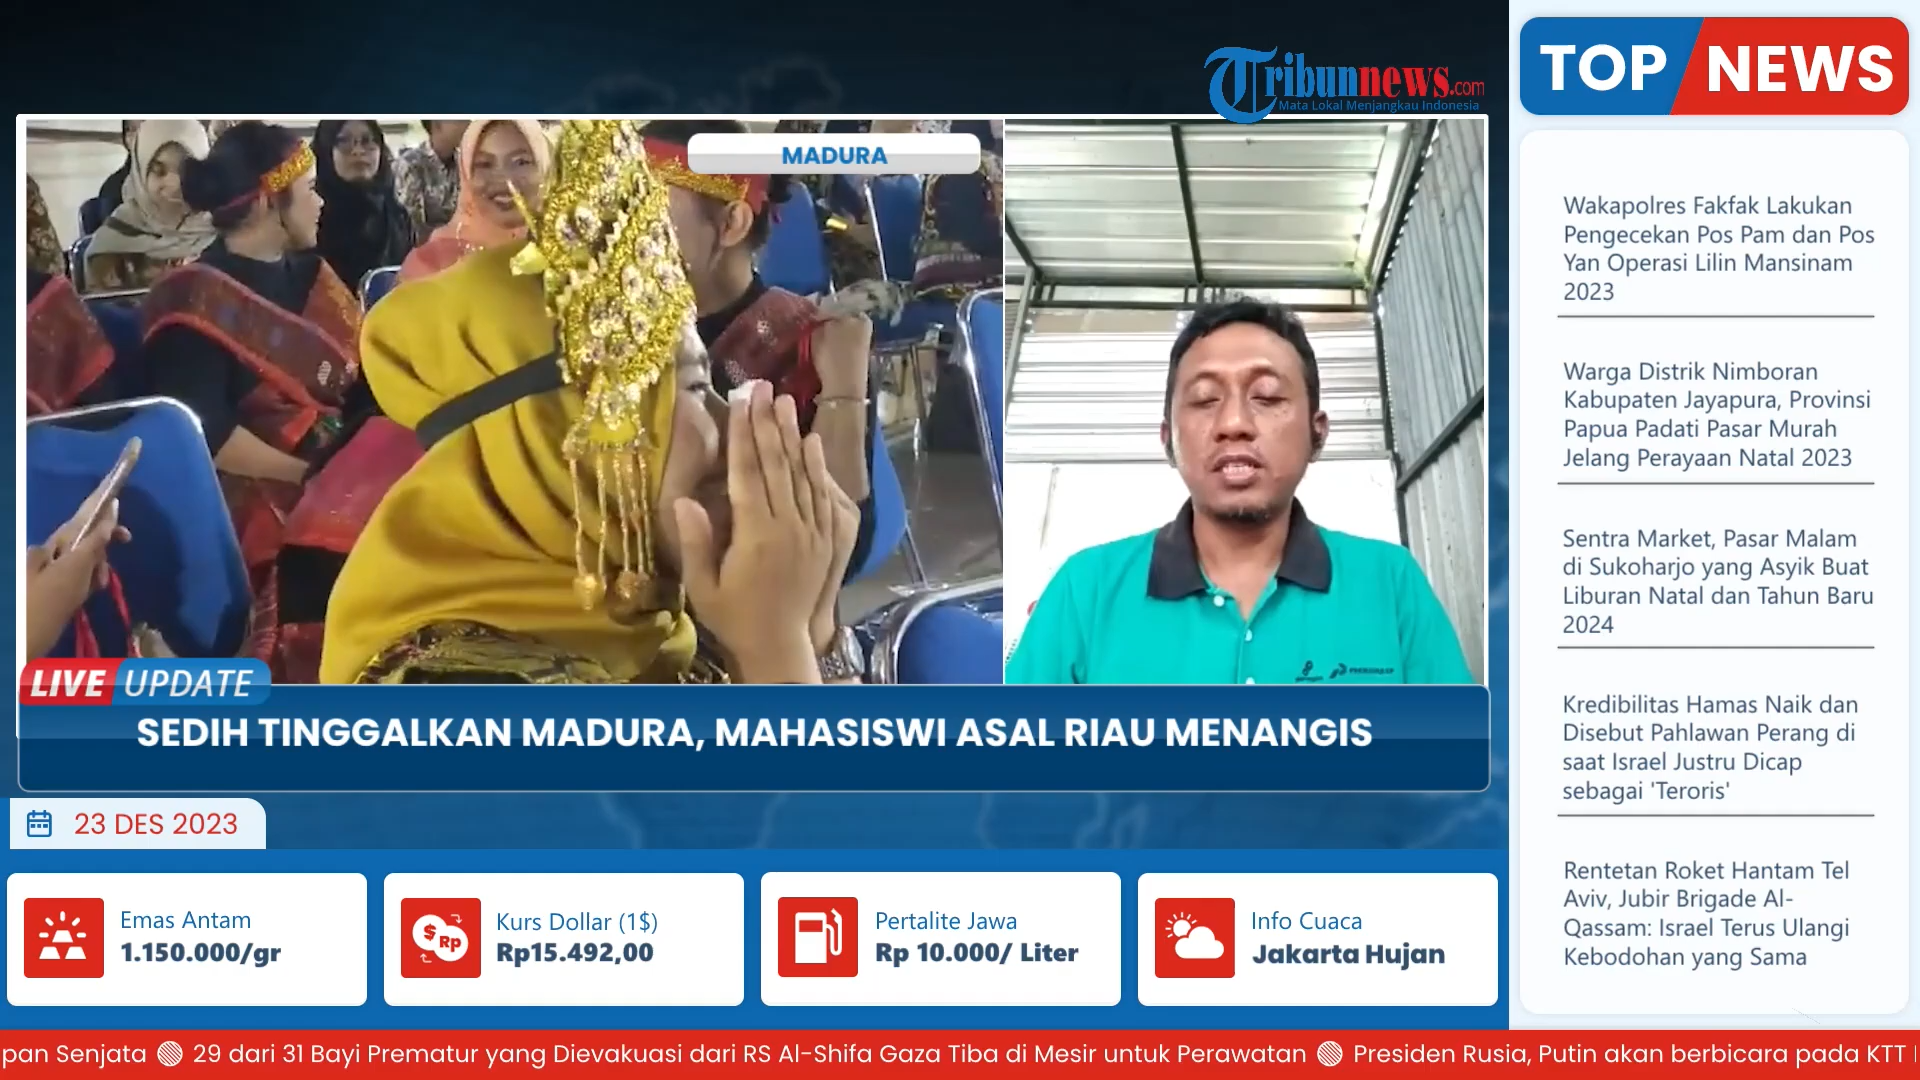 Tribunnews.com
Mata Lokal Menjangkau Indonesia
MADURA
LIVE UPDATE
SEDIH TINGGALKAN MADURA, MAHASISWI ASAL RIAU MENANGIS
23 DES 2023
Emas Antam
1.150.000/gr
Kurs Dollar (1$)
Rp15.492,00
Pertalite Jawa
Rp 10.000/ Liter
Info Cuaca
Jakarta Hujan
TOP NEWS
Wakapolres Fakfak Lakukan
Pengecekan Pos Pam dan Pos
Yan Operasi Lilin Mansinam
2023
Warga Distrik Nimboran
Kabupaten Jayapura, Provinsi
Papua Padati Pasar Murah
Jelang Perayaan Natal 2023
Sentra Market, Pasar Malam
di Sukoharjo yang Asyik Buat
Liburan Natal dan Tahun Baru
2024
Kredibilitas Hamas Naik dan
Disebut Pahlawan Perang di
saat Israel Justru Dicap
sebagai 'Teroris'
Rentetan Roket Hantam Tel
Aviv, Jubir Brigade Al-
Qassam: Israel Terus Ulangi
Kebodohan yang Sama
pan Senjata 29 dari 31 Bayi Prematur yang Dievakuasi dari RS Al-Shifa Gaza Tiba di Mesir untuk Perawatan Presiden Rusia, Putin akan berbicara pada KTT